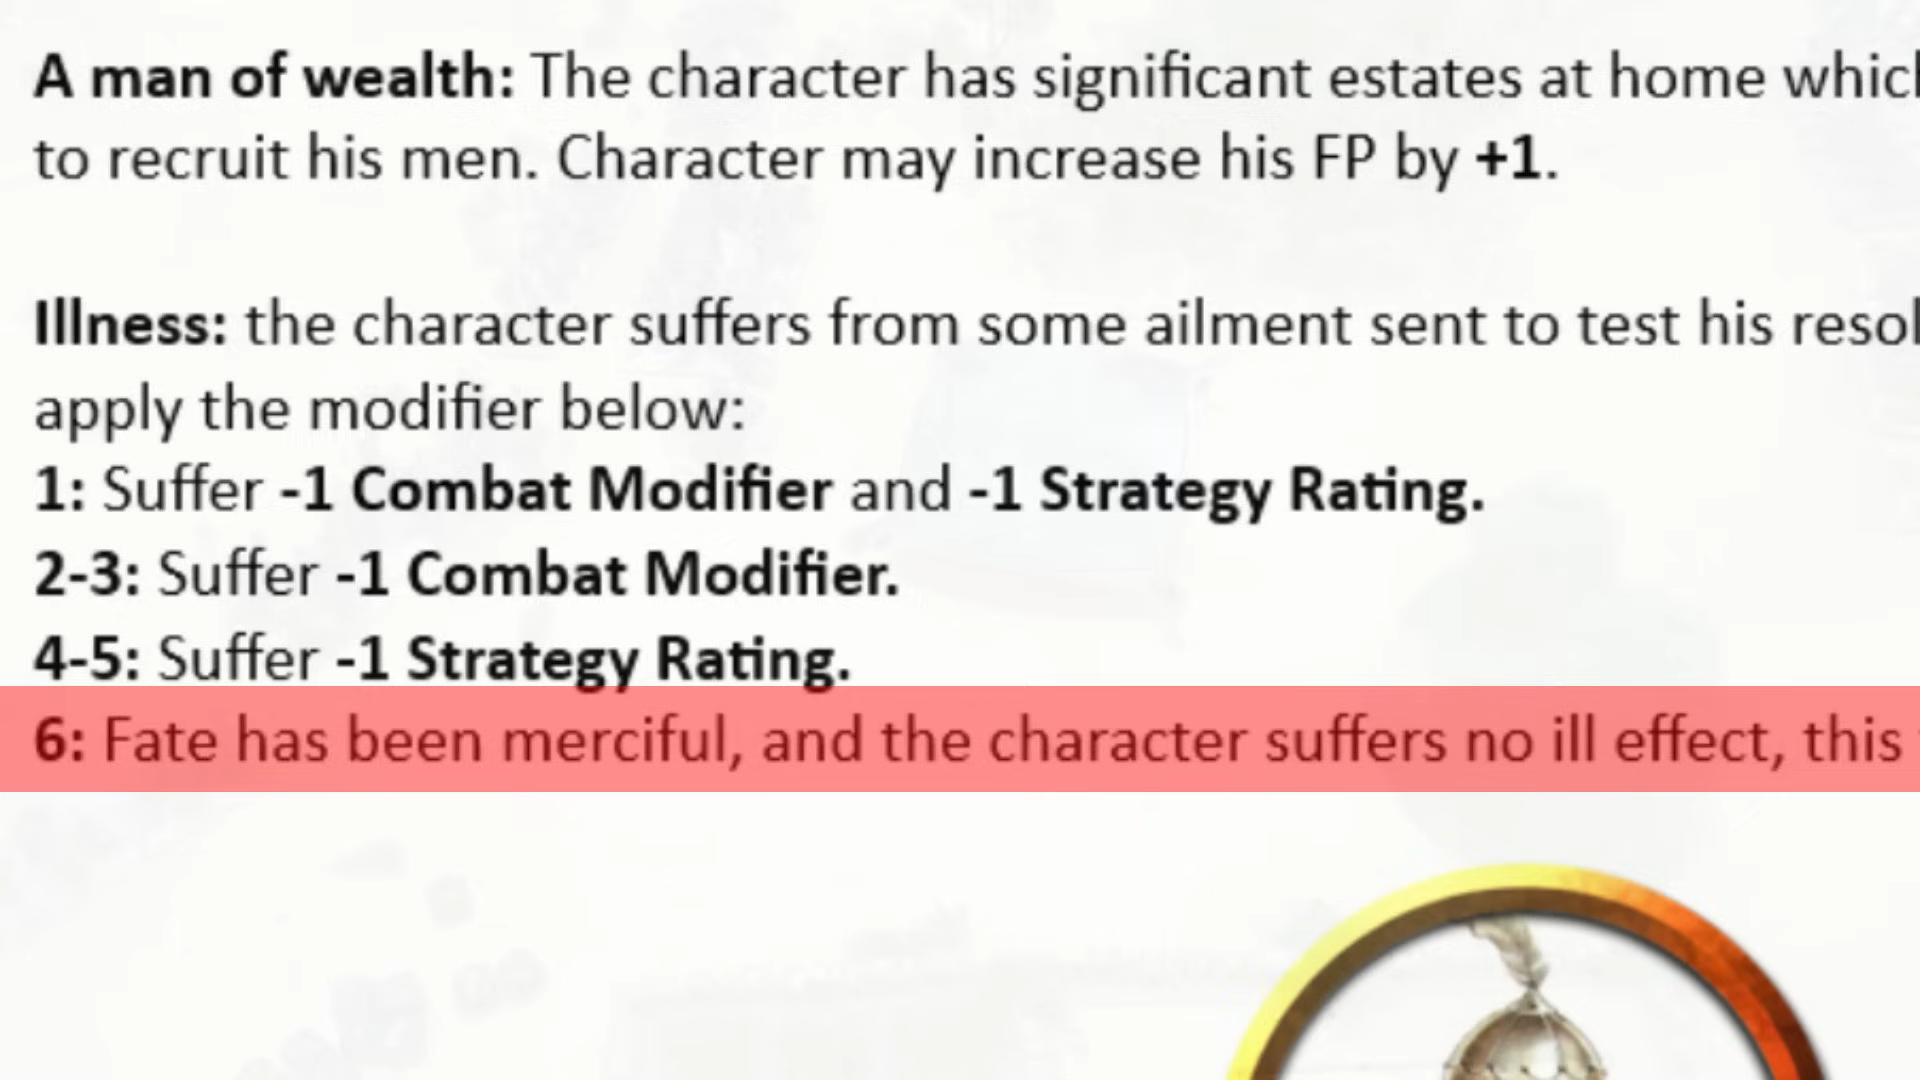 A man of wealth: The character has significant estates at home which
to recruit his men. Character may increase his FP by +1.
Illness: the character suffers from some ailment sent to test his resol
apply the modifier below:
1: Suffer -1 Combat Modifier and -1 Strategy Rating.
2-3: Suffer -1 Combat Modifier.
4-5: Suffer -1 Strategy Rating.
6: Fate has been merciful, and the character suffers no ill effect, this